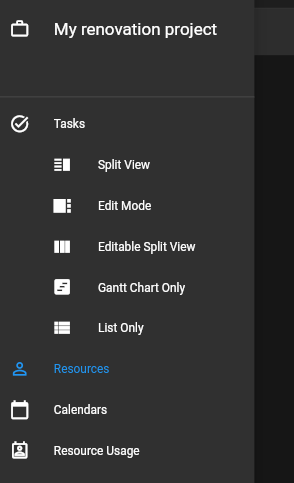 My renovation project
Tasks
Split View
Edit Mode
Editable Split View
Gantt Chart Only
List Only
Resources
Calendars
Resource Usage